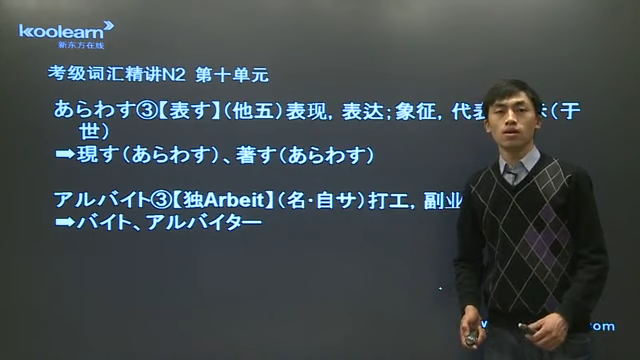 koolearn
新东方在线
考级词汇精讲N2 第十单元
あらわす③【表す】（他五）表现，表达；象征，代表（于
世）
➡現す（あらわす）、著す（あらわす）
アルバイト③【独Arbeit】（名·自サ）打工，副业
➡バイト、アルバイター
om